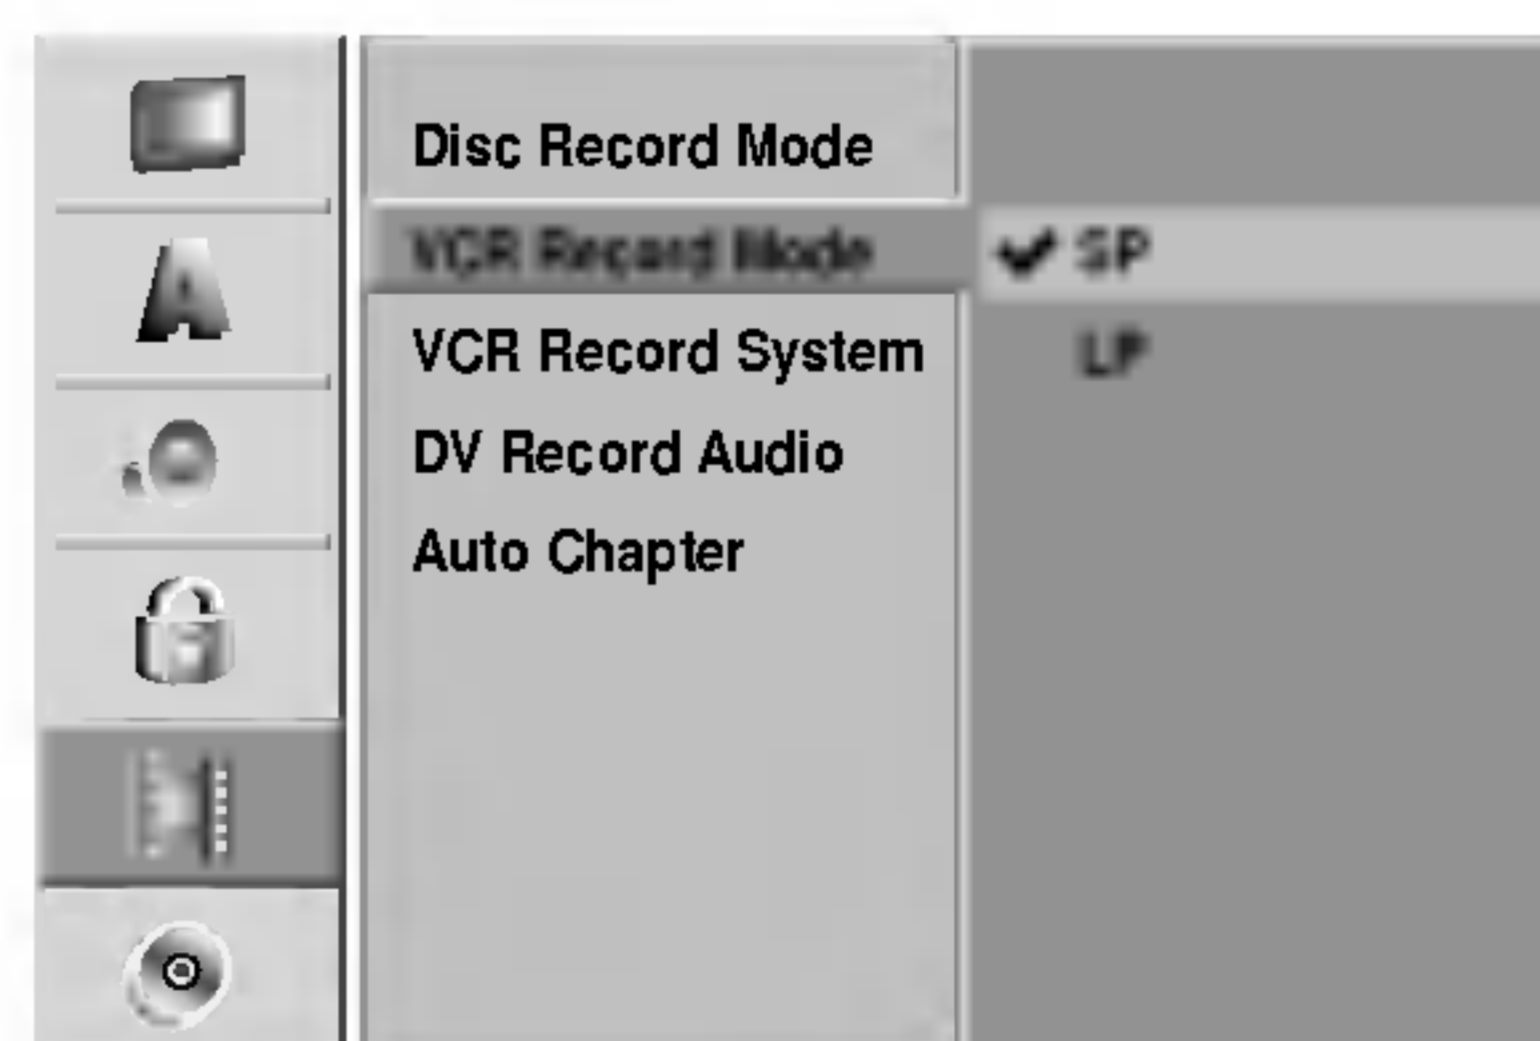 Disc Record Mode
VCR Record Mode
SP
VCR Record System
LP
DV Record Audio
Auto Chapter